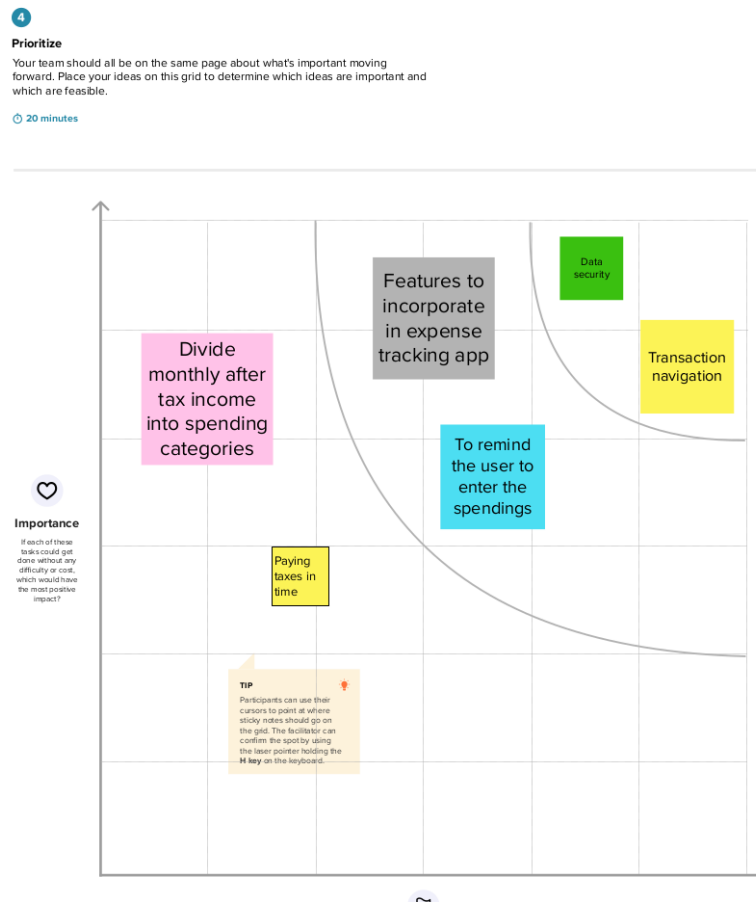 4
Prioritize
Your team should all be on the same page about what's important moving
forward. Place your ideas on this grid to determine which ideas are important and
which are feasible.
20 minutes
Data
security
Features to
incorporate
in expense
tracking app
Transaction
navigation
Divide
monthly after
tax income
into spending
categories
To remind
the user to
enter the
spendings
Importance
If each of these
tasks could get
done without any
difficulty or cost,
which would have
the most positive
impact?
Paying
taxes in
time
TIP
Participants can use their
cursors to point at where
sticky notes should go on
the grid. The facilitator can
confirm the spot by using
the laser pointer holding the
H key on the keyboard.